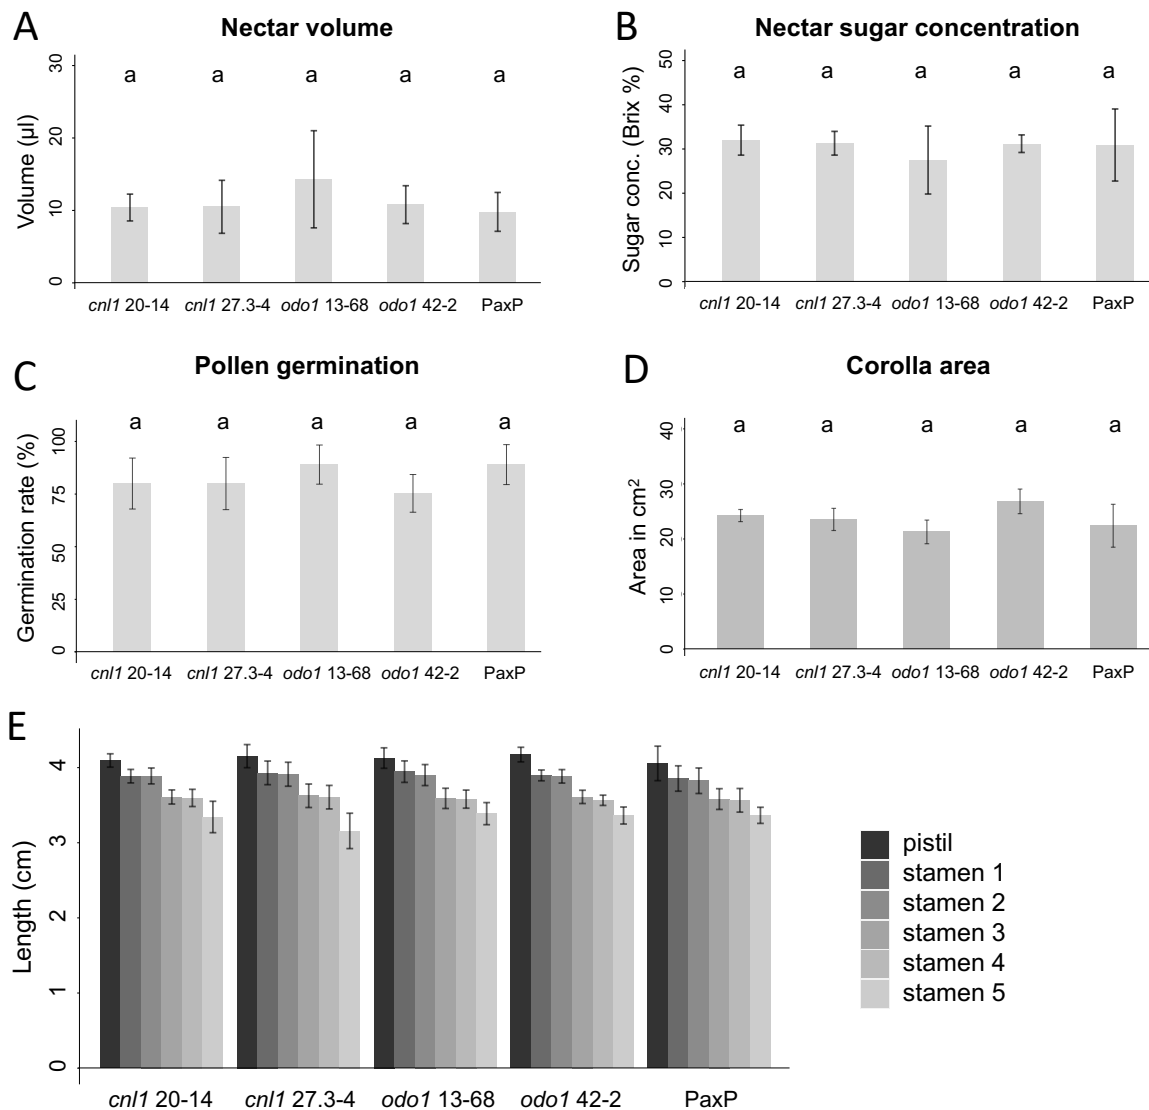 A
Nectar volume
Volume (µl)
30
20
10
0
a a a a a
cnl1 20-14 cnl1 27.3-4 odo1 13-68 odo1 42-2 PaxP
B
Nectar sugar concentration
Sugar conc. (Brix %)
50
40
30
20
10
0
a a a a a
cnl1 20-14 cnl1 27.3-4 odo1 13-68 odo1 42-2 PaxP
C
Pollen germination
Germination rate (%)
100
75
50
25
0
a a a a a
cnl1 20-14 cnl1 27.3-4 odo1 13-68 odo1 42-2 PaxP
D
Corolla area
Area in cm²
40
30
20
10
0
a a a a a
cnl1 20-14 cnl1 27.3-4 odo1 13-68 odo1 42-2 PaxP
E
Length (cm)
4
3
2
1
0
cnl1 20-14 cnl1 27.3-4 odo1 13-68 odo1 42-2 PaxP
pistil
stamen 1
stamen 2
stamen 3
stamen 4
stamen 5